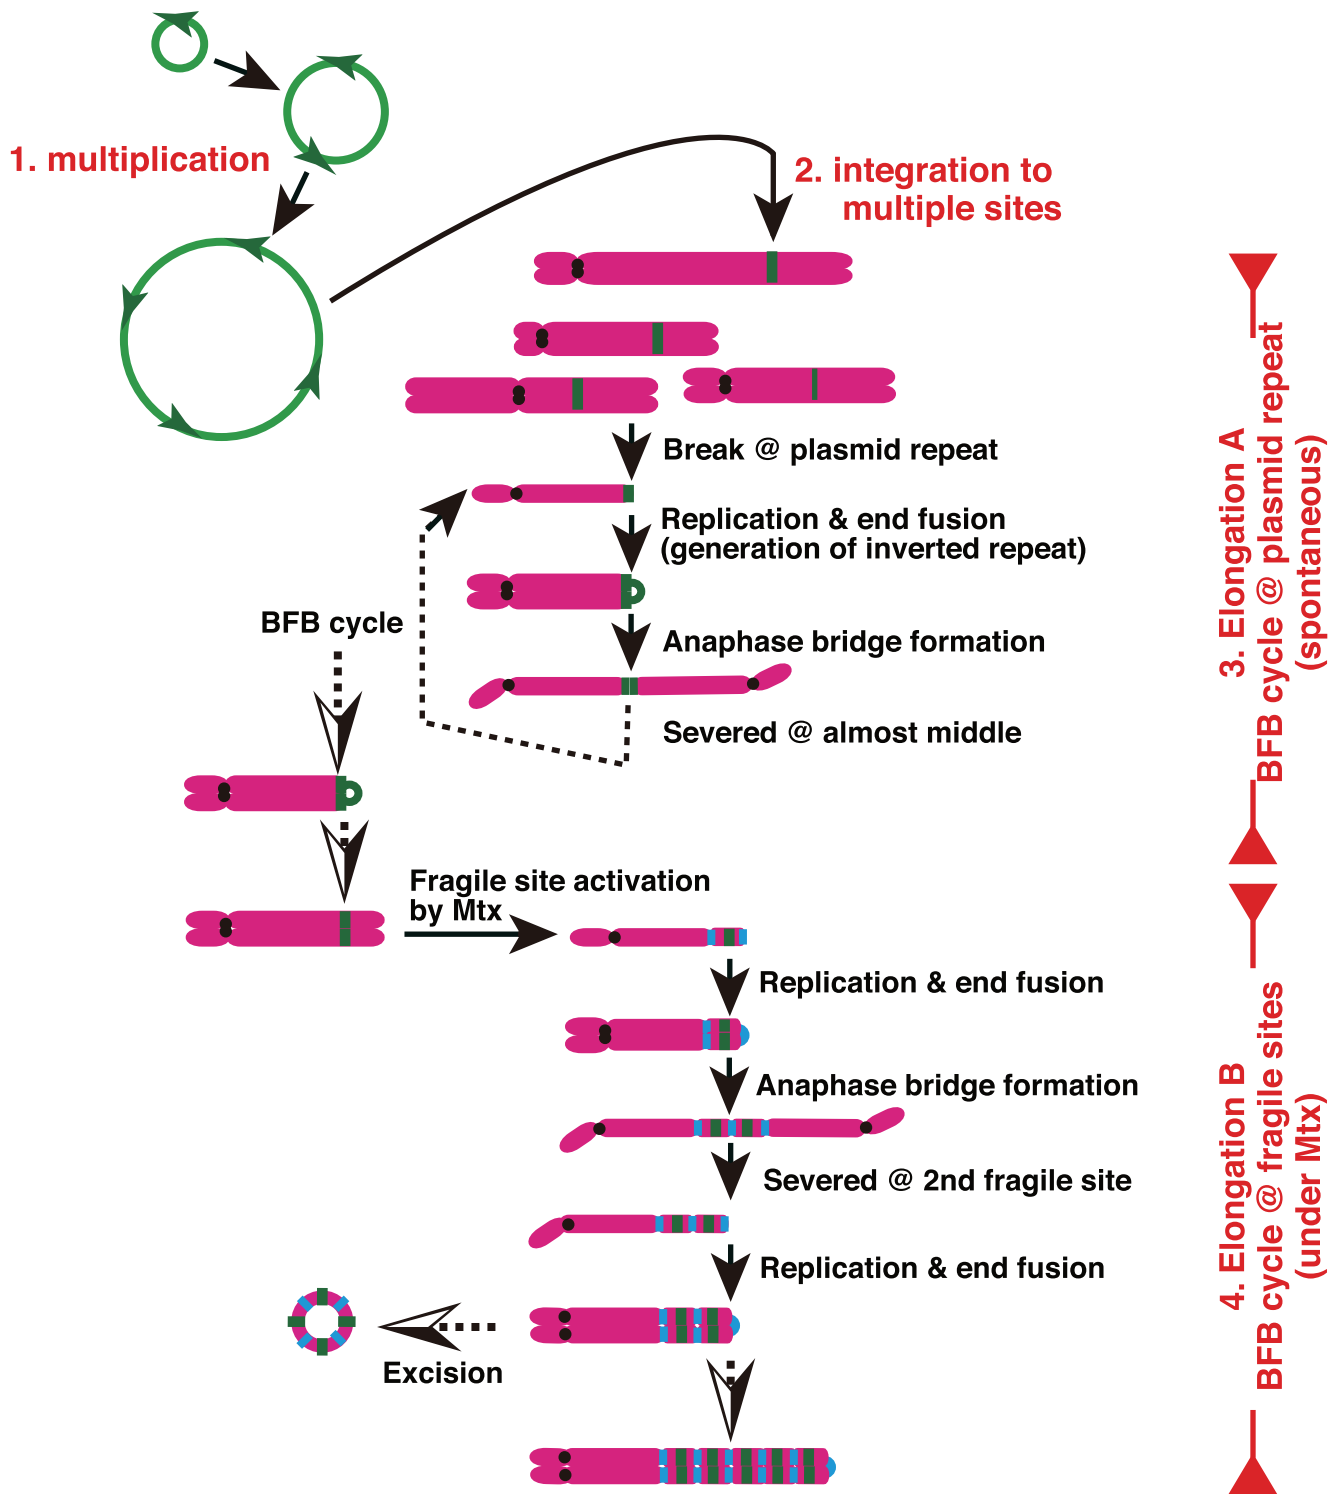 1. multiplication
2. integration to
multiple sites
Break @ plasmid repeat
Replication & end fusion
(generation of inverted repeat)
BFB cycle
Anaphase bridge formation
Severed @ almost middle
3. Elongation A
BFB cycle @ plasmid repeat
(spontaneous)
Fragile site activation
by Mtx
Replication & end fusion
Anaphase bridge formation
Severed @ 2nd fragile site
Replication & end fusion
Excision
4. Elongation B
BFB cycle @ fragile sites
(under Mtx)